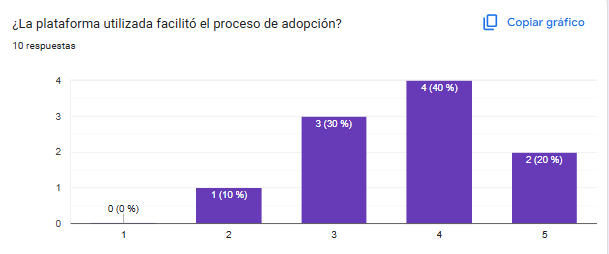 ¿La plataforma utilizada facilitó el proceso de adopción?
Copiar gráfico
10 respuestas
4
3
2
1
0
0 (0 %)
1 (10 %)
3 (30 %)
4 (40 %)
2 (20 %)
1 2 3 4 5